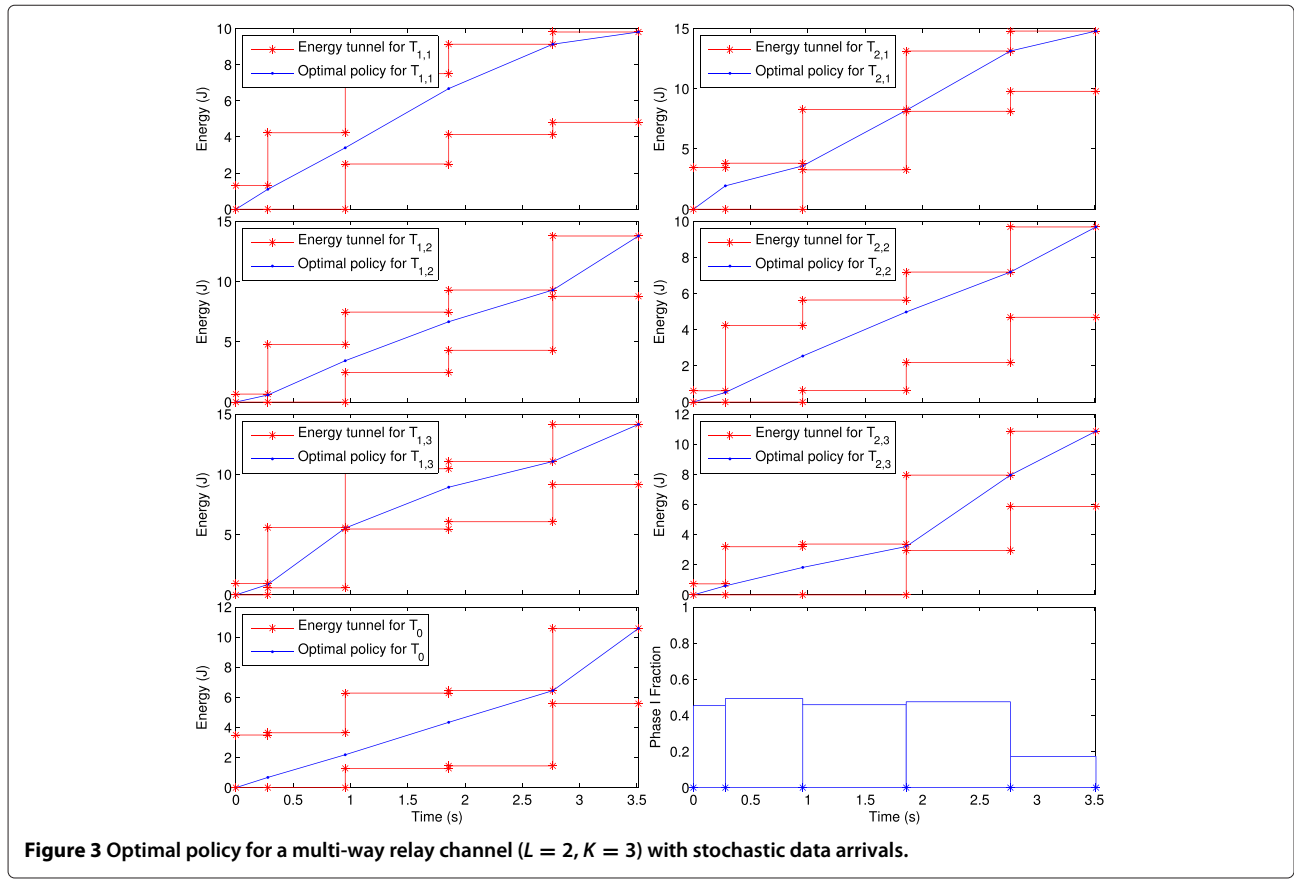 10
8
6
4
2
0
Energy (J)
Energy tunnel for T1,1
Optimal policy for T1,1
15
10
5
0
Energy (J)
Energy tunnel for T2,1
Optimal policy for T2,1
15
10
5
0
Energy (J)
Energy tunnel for T1,2
Optimal policy for T1,2
10
8
6
4
2
0
Energy (J)
Energy tunnel for T2,2
Optimal policy for T2,2
15
10
5
Energy (J)
Energy tunnel for T1,3
Optimal policy for T1,3
12
10
8
6
4
2
0
Energy (J)
Energy tunnel for T2,3
Optimal policy for T2,3
12
10
8
6
4
2
0
Energy (J)
Energy tunnel for T0
Optimal policy for T0
0 0.5 1 1.5 2 2.5 3 3.5
Time (s)
1
0.8
0.6
0.4
0.2
0
Phase I Fraction
0 0.5 1 1.5 2 2.5 3 3.5
Time (s)
Figure 3 Optimal policy for a multi-way relay channel (L = 2, K = 3) with stochastic data arrivals.